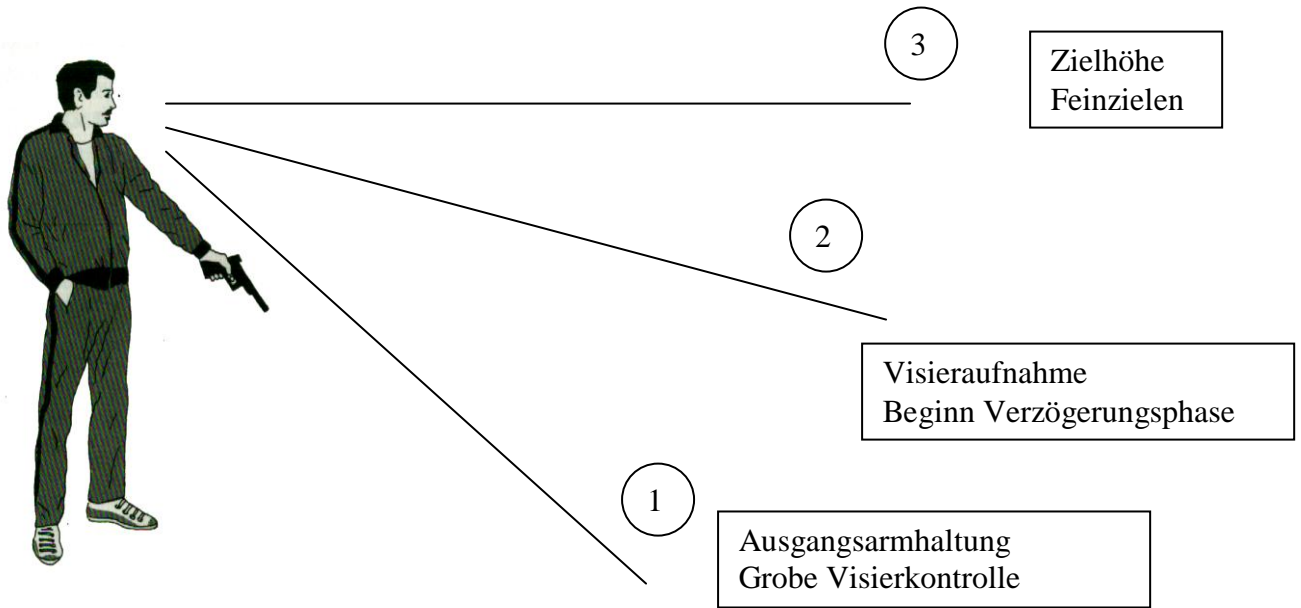 3
Zielhöhe
Feinzielen
2
Visieraufnahme
Beginn Verzögerungsphase
1
Ausgangsarmhaltung
Grobe Visierkontrolle